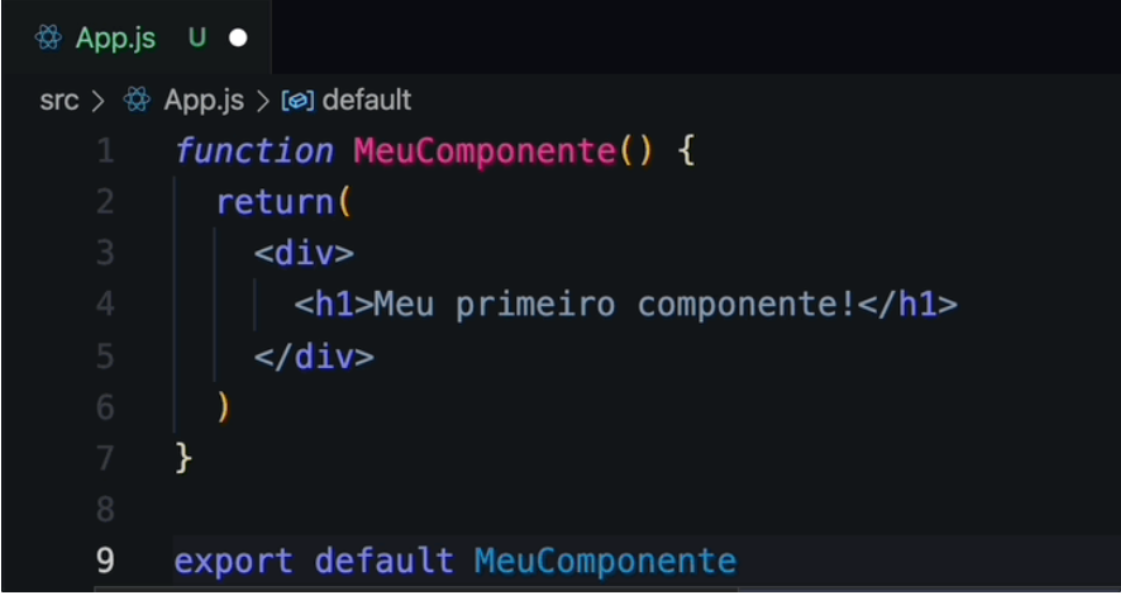 App.js U
src > App.js > default
1 function MeuComponente() {
2 return(
3 <div>
4 <h1>Meu primeiro componente!</h1>
5 </div>
6 )
7 }
8
9 export default MeuComponente